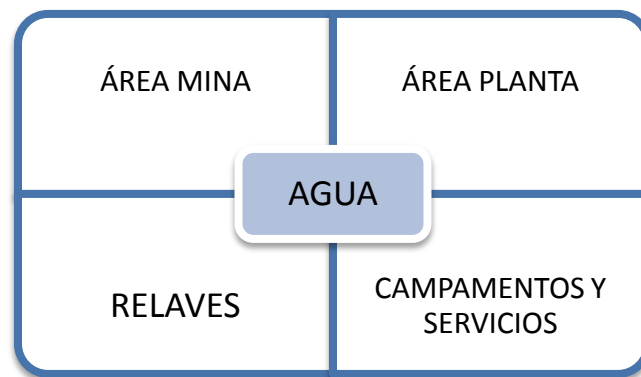 ÁREA MINA
ÁREA PLANTA
AGUA
RELAVES
CAMPAMENTOS Y
SERVICIOS